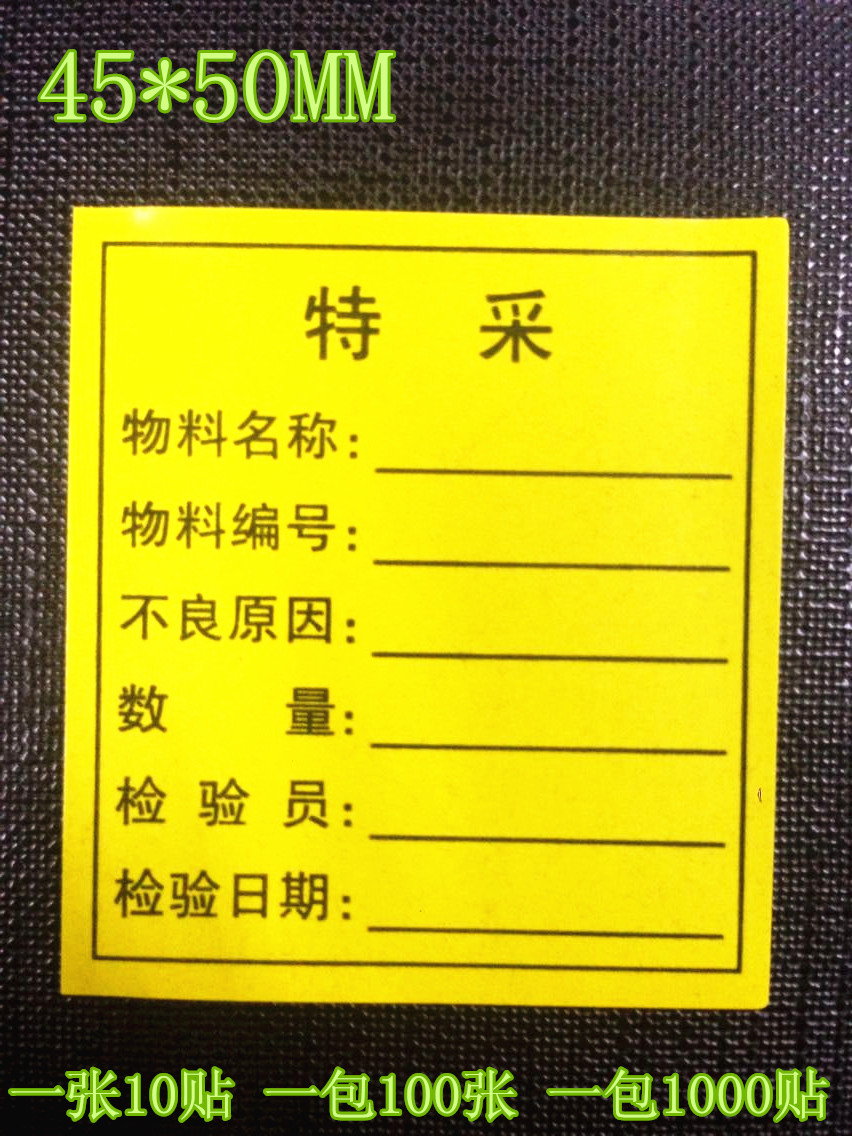 45*50MM
特 采
物料名称:
物料编号:
不良原因:
数 量:
检 验 员:
检验日期:
一张10贴 一包100张 一包1000贴